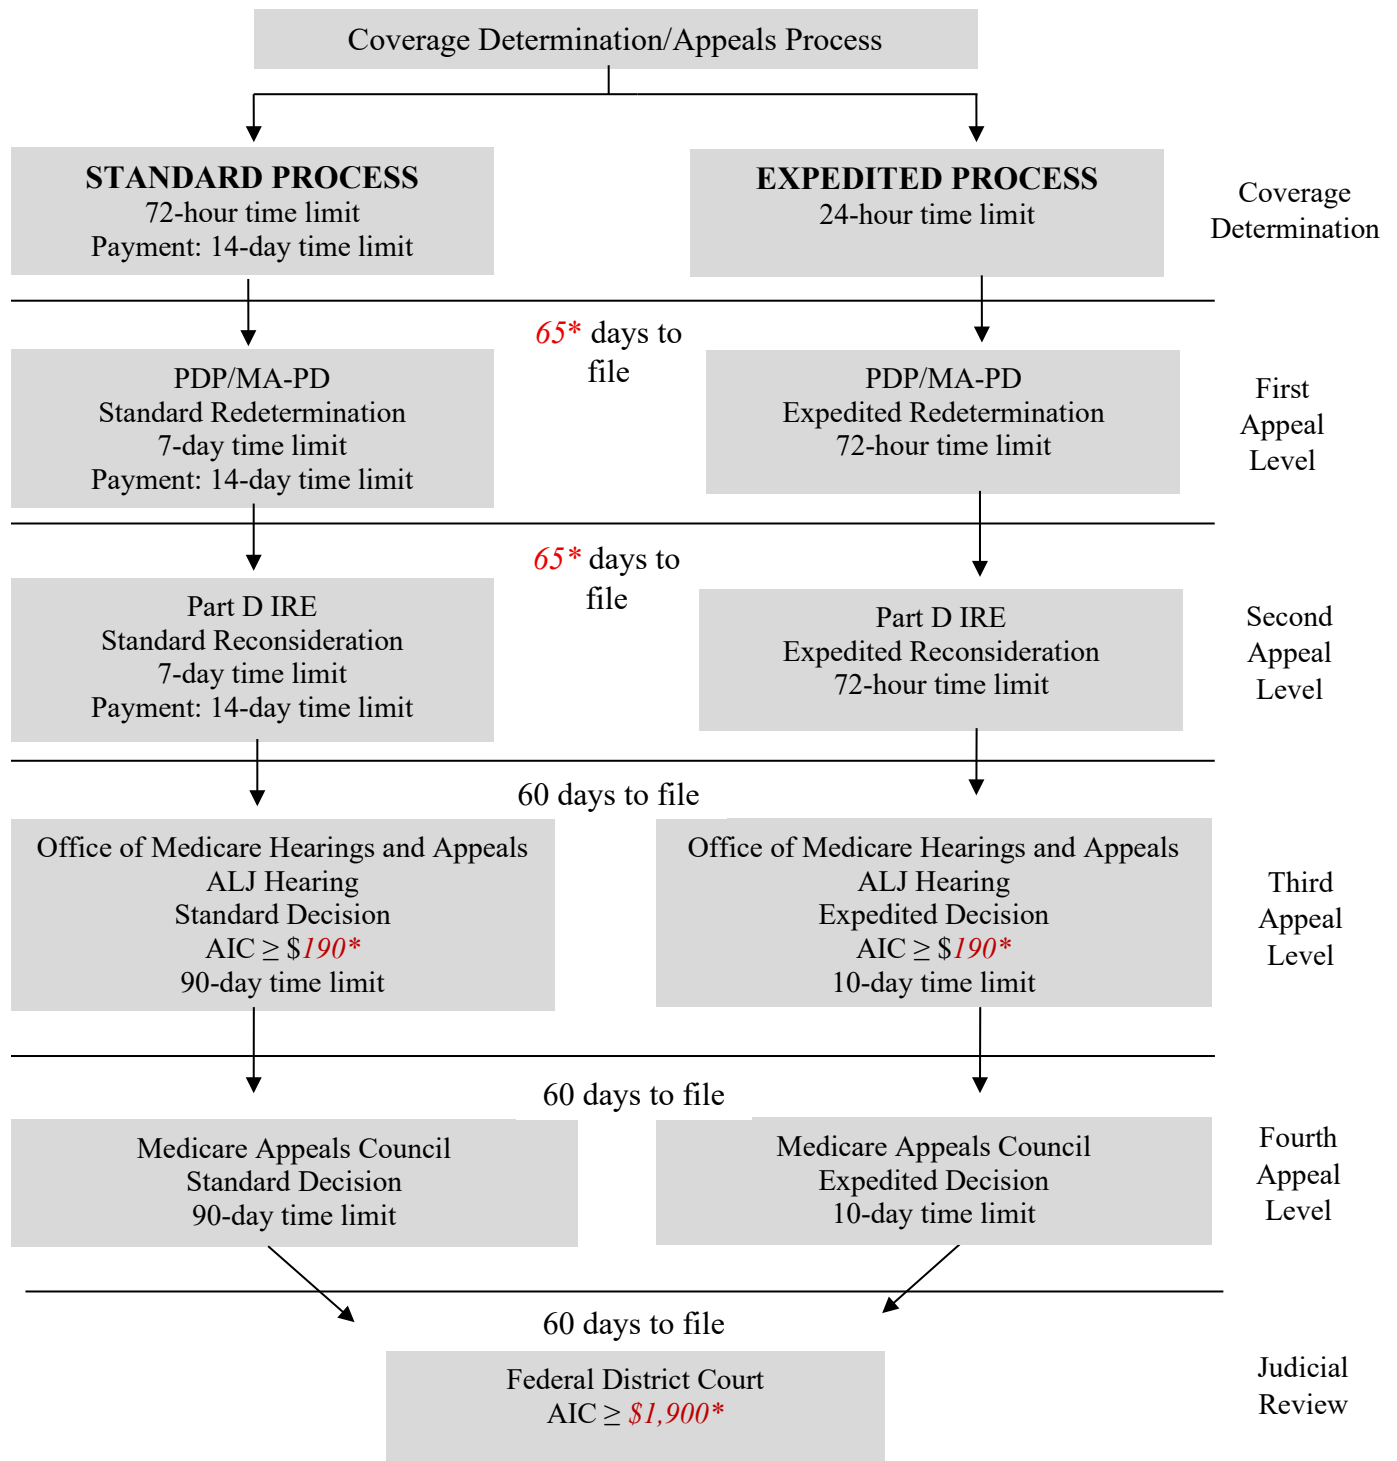 Coverage Determination/Appeals Process
STANDARD PROCESS
72-hour time limit
Payment: 14-day time limit
EXPEDITED PROCESS
24-hour time limit
Coverage
Determination
65* days to
file
PDP/MA-PD
Standard Redetermination
7-day time limit
Payment: 14-day time limit
PDP/MA-PD
Expedited Redetermination
72-hour time limit
First
Appeal
Level
65* days to
file
Part D IRE
Standard Reconsideration
7-day time limit
Payment: 14-day time limit
Part D IRE
Expedited Reconsideration
72-hour time limit
Second
Appeal
Level
60 days to file
Office of Medicare Hearings and Appeals
ALJ Hearing
Standard Decision
AIC ≥ $190*
90-day time limit
Office of Medicare Hearings and Appeals
ALJ Hearing
Expedited Decision
AIC ≥ $190*
10-day time limit
Third
Appeal
Level
60 days to file
Medicare Appeals Council
Standard Decision
90-day time limit
Medicare Appeals Council
Expedited Decision
10-day time limit
Fourth
Appeal
Level
60 days to file
Federal District Court
AIC ≥ $1,900*
Judicial
Review